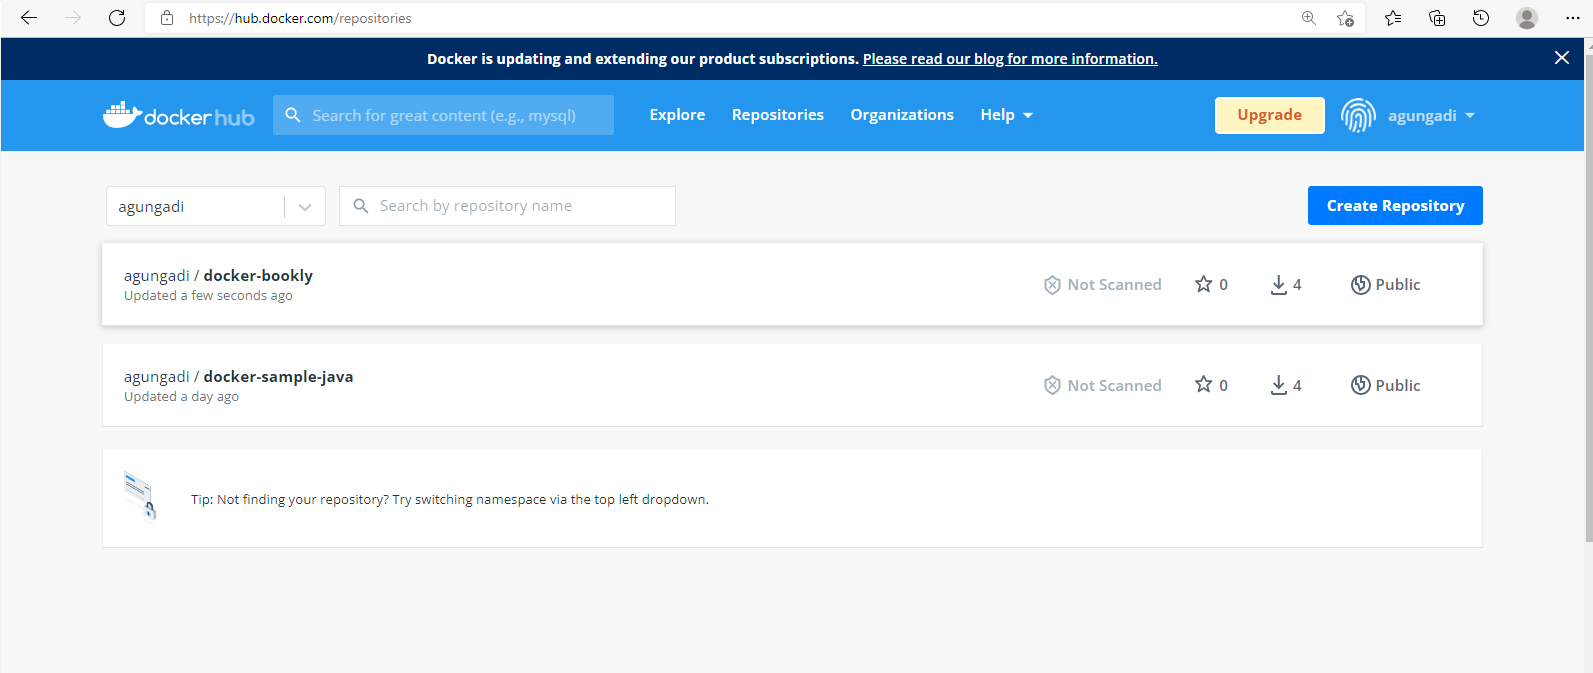 https://hub.docker.com/repositories
Docker is updating and extending our product subscriptions. Please read our blog for more information.
dockerhub
Search for great content (e.g., mysql)
Explore
Repositories
Organizations
Help
Upgrade
agungadi
agungadi
Search by repository name
Create Repository
agungadi / docker-bookly
Updated a few seconds ago
Not Scanned
0
4
Public
agungadi / docker-sample-java
Updated a day ago
Not Scanned
0
4
Public
Tip: Not finding your repository? Try switching namespace via the top left dropdown.